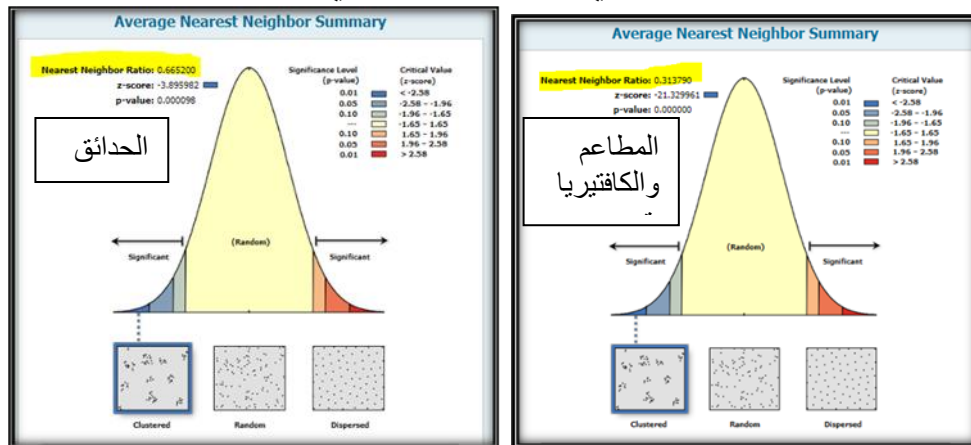 Average Nearest Neighbor Summary
Nearest Neighbor Ratio: 0.665200
z-score: -3.895982
p-value: 0.000098
الحدائق
Significance Level (p-value)
Critical Value (z-score)
0.01 < -2.58
0.05 -2.58 - -1.96
0.10 -1.96 - -1.65
--- -1.65 - 1.65
0.10 1.65 - 1.96
0.05 1.96 - 2.58
0.01 > 2.58
(Random)
Significant
Significant
Clustered
Random
Dispersed
Average Nearest Neighbor Summary
Nearest Neighbor Ratio: 0.313790
z-score: -21.329961
p-value: 0.000000
المطاعم
والكافتيريا
Significance Level (p-value)
Critical Value (z-score)
0.01 < -2.58
0.05 -2.58 - -1.96
0.10 -1.96 - -1.65
--- -1.65 - 1.65
0.10 1.65 - 1.96
0.05 1.96 - 2.58
0.01 > 2.58
(Random)
Significant
Significant
Clustered
Random
Dispersed